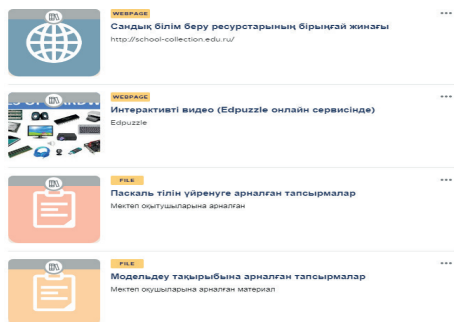 WEBPAGE
Сандық білім беру ресурстарының бірыңғай жинағы
http://school-collection.edu.ru/
WEBPAGE
Интерактивті видео (Edpuzzle онлайн сервисінде)
Edpuzzle
FILE
Паскаль тілін үйренуге арналған тапсырмалар
Мектеп оқытушыларына арналған
FILE
Модельдеу тақырыбына арналған тапсырмалар
Мектеп оқушыларына арналған материал